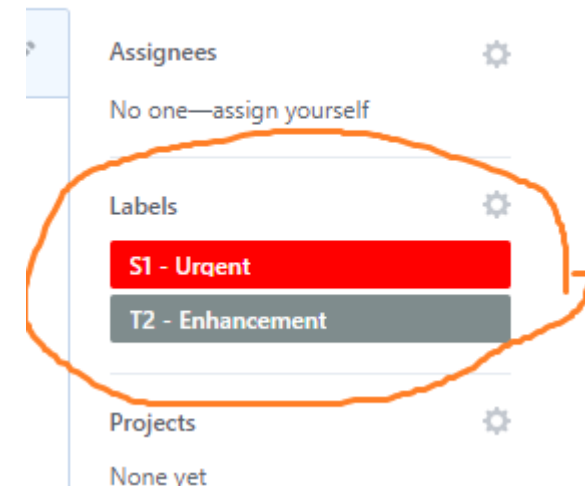 Assignees
No one—assign yourself
Labels
S1 - Urgent
T2 - Enhancement
Projects
None yet